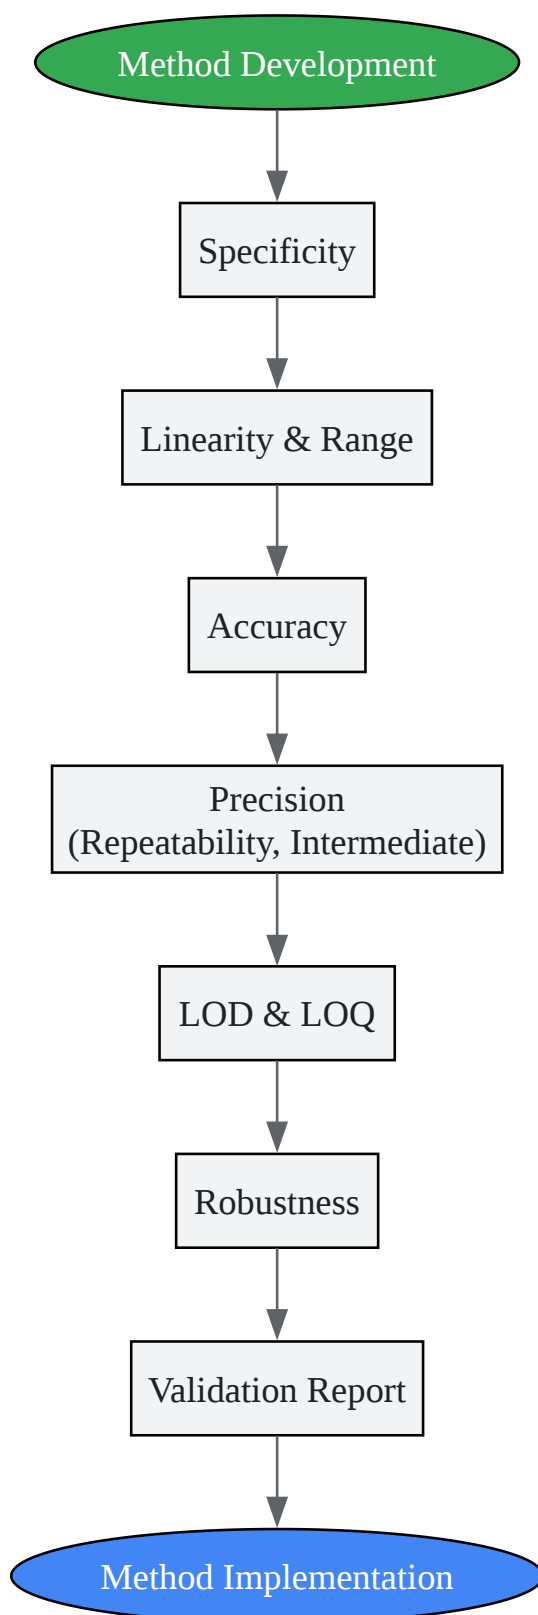 Method Development
Specificity
Linearity & Range
Accuracy
Precision
(Repeatability, Intermediate)
LOD & LOQ
Robustness
Validation Report
Method Implementation